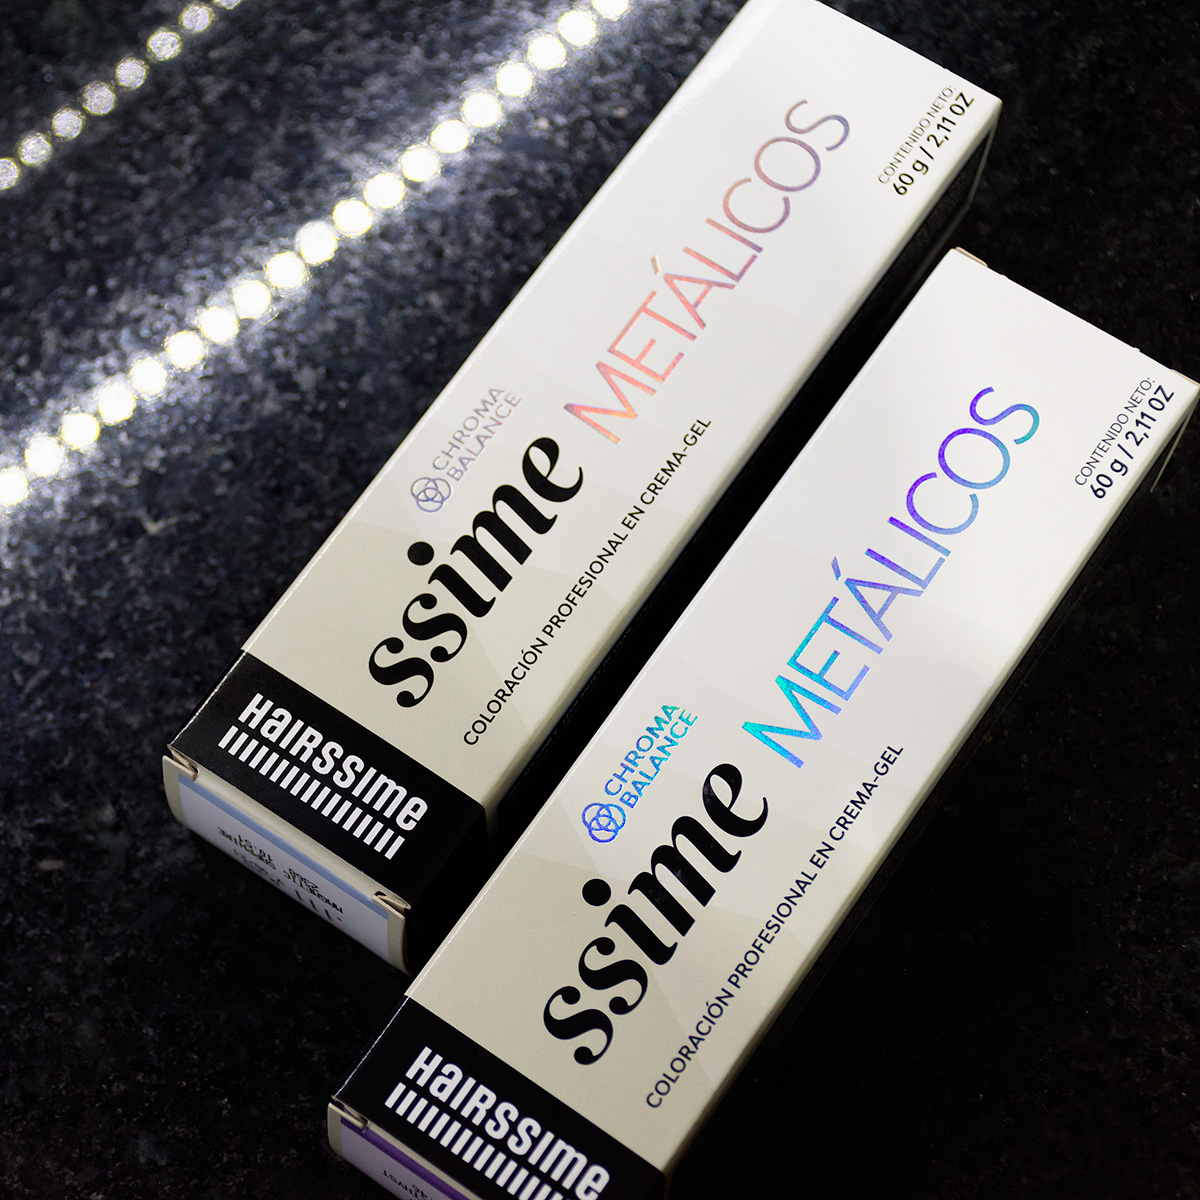 CONTENIDO NETO:
60 g / 2,11 OZ
METÁLICOS
CHROMA
BALANCE
ssime
COLORACIÓN PROFESIONAL EN CREMA-GEL
HAIRSSIME
CONTENIDO NETO:
60 g / 2,11 OZ
METÁLICOS
CHROMA
BALANCE
ssime
COLORACIÓN PROFESIONAL EN CREMA-GEL
HAIRSSIME